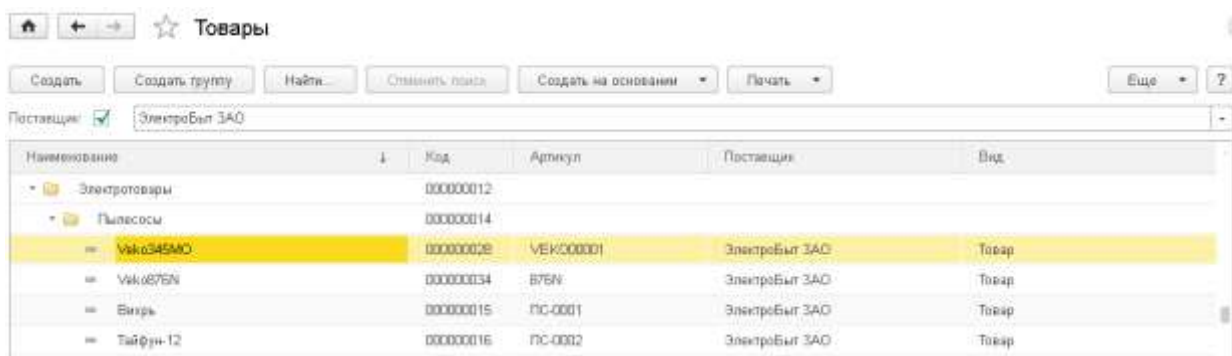 Товары
Создать Создать группу Найти... Отменить поиск Создать на основании Печать Еще ?
Поставщик: ЭлектроБыт ЗАО
Наименование Код Артикул Поставщик Вид
Электротовары 000000012
Пылесосы 000000014
Veko345MO 000000028 VEKO00001 ЭлектроБыт ЗАО Товар
Veko876N 000000034 876N ЭлектроБыт ЗАО Товар
Вихрь 000000015 ПС-0001 ЭлектроБыт ЗАО Товар
Тайфун-12 000000016 ПС-0002 ЭлектроБыт ЗАО Товар